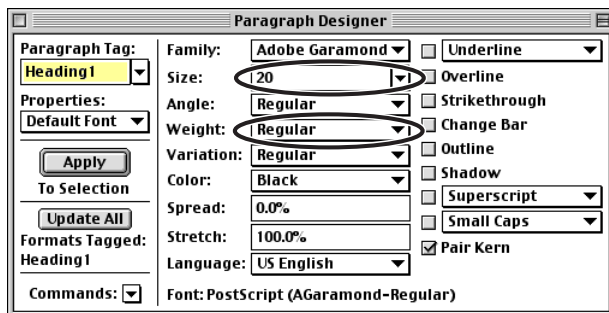 Paragraph Designer
Paragraph Tag:
Heading1
Properties:
Default Font
Apply
To Selection
Update All
Formats Tagged:
Heading1
Commands:
Family: Adobe Garamond
Size: 20
Angle: Regular
Weight: Regular
Variation: Regular
Color: Black
Spread: 0.0%
Stretch: 100.0%
Language: US English
Underline
Overline
Strikethrough
Change Bar
Outline
Shadow
Superscript
Small Caps
Pair Kern
Font: PostScript (AGaramond-Regular)